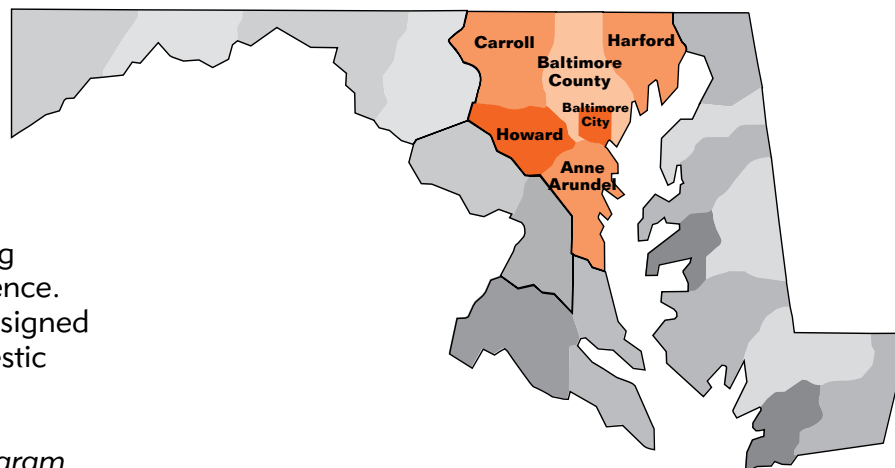 Carroll
Harford
Baltimore
County
Baltimore
City
Howard
Anne
Arundel
g
ence.
signed
estic
gram